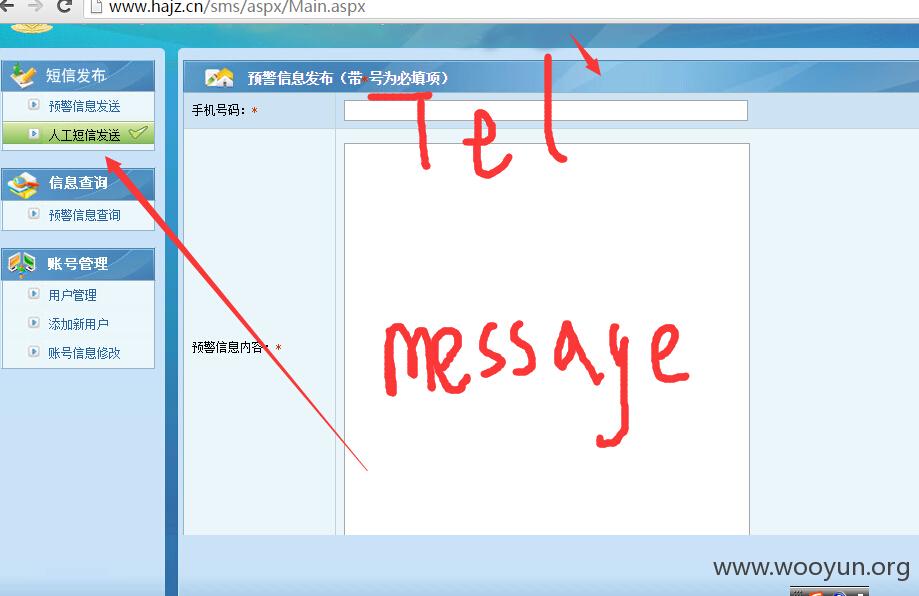 www.hajz.cn/sms/aspx/Main.aspx
短信发布
预警信息发送
人工短信发送
信息查询
预警信息查询
账号管理
用户管理
添加新用户
账号信息修改
预警信息发布（带*号为必填项）
手机号码：*
Tel
预警信息内容：*
message
www.wooyun.org